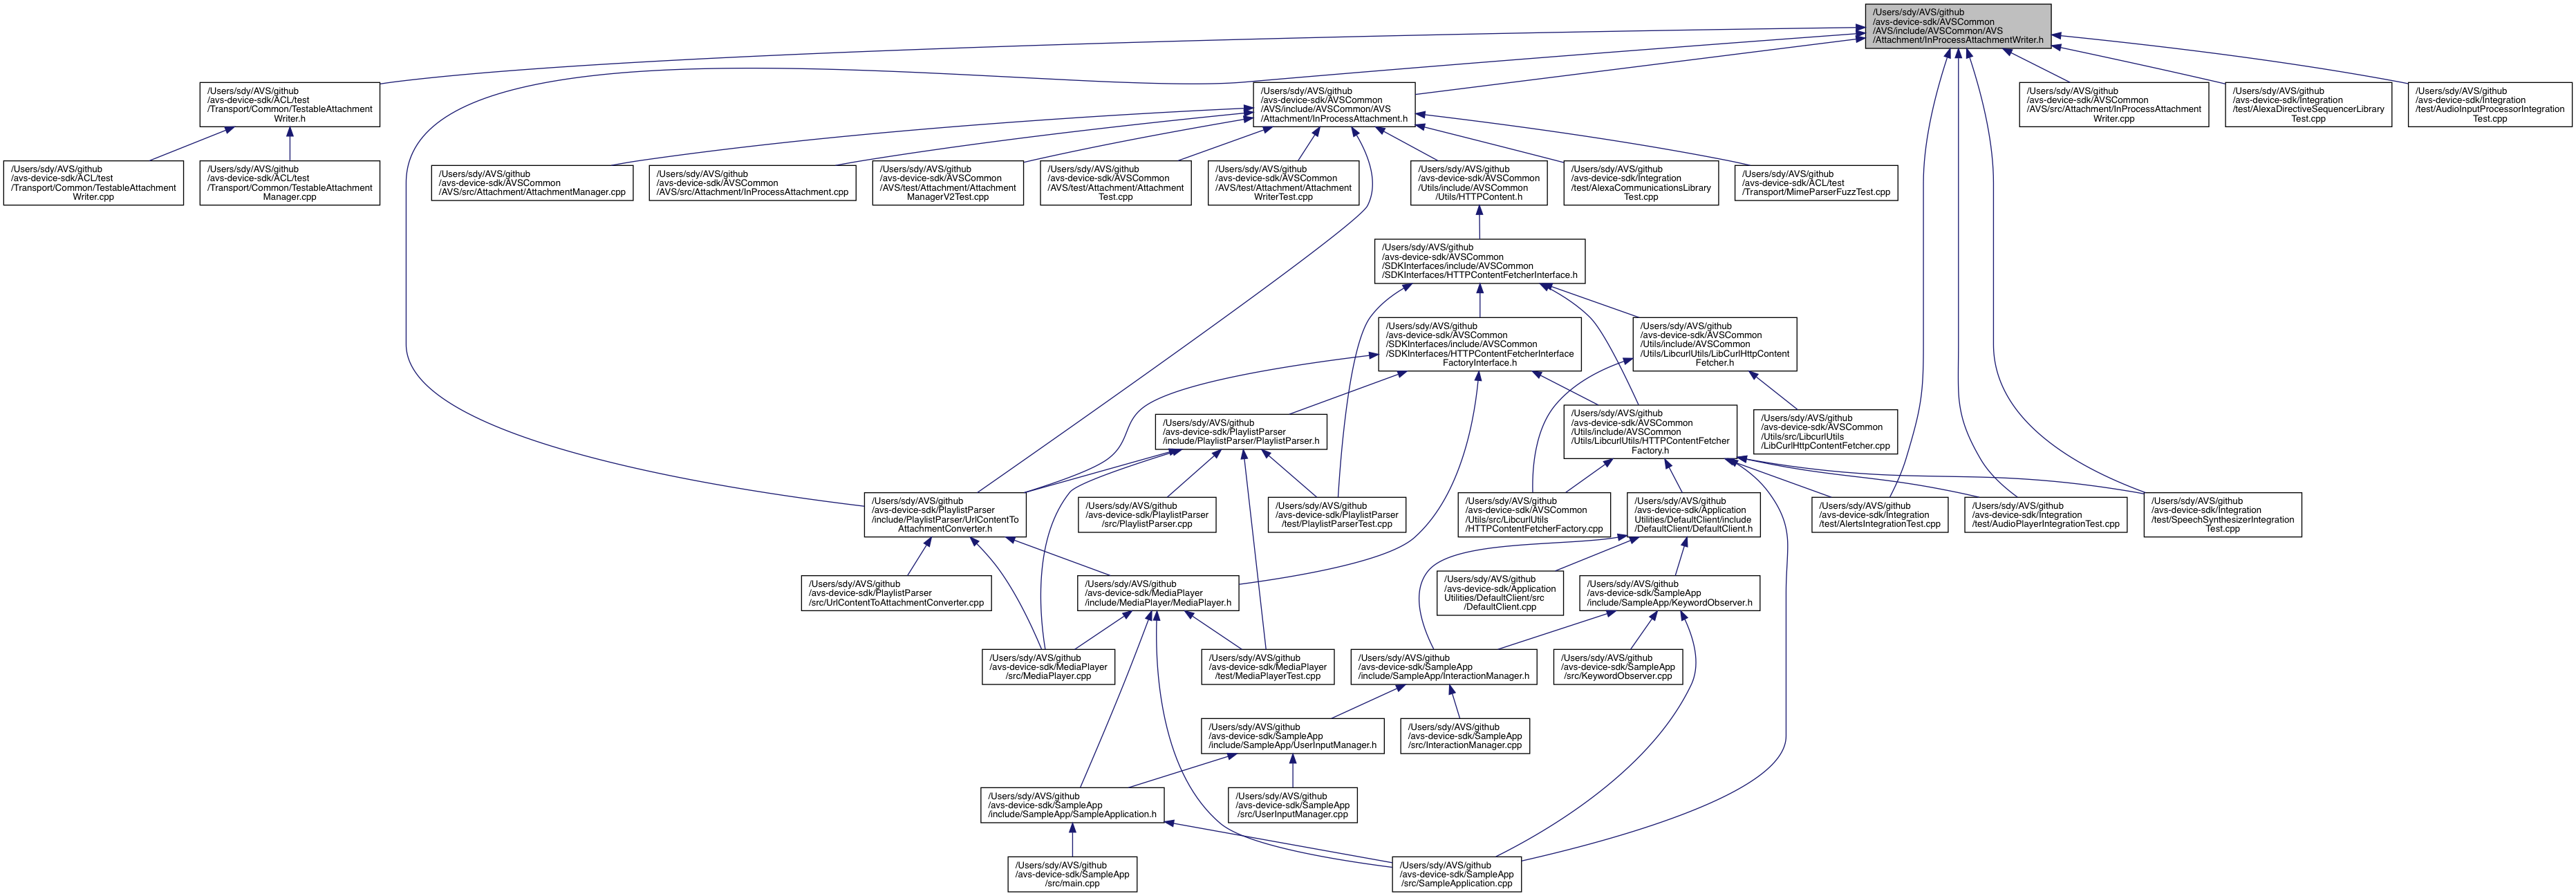 /Users/sdy/AVS/github
/avs-device-sdk/AVSCommon
/AVS/include/AVSCommon/AVS
/Attachment/InProcessAttachmentWriter.h
/Users/sdy/AVS/github
/avs-device-sdk/ACL/test
/Transport/Common/TestableAttachment
Writer.h
/Users/sdy/AVS/github
/avs-device-sdk/AVSCommon
/AVS/include/AVSCommon/AVS
/Attachment/InProcessAttachment.h
/Users/sdy/AVS/github
/avs-device-sdk/AVSCommon
/AVS/src/Attachment/InProcessAttachment
Writer.cpp
/Users/sdy/AVS/github
/avs-device-sdk/Integration
/test/AlexaDirectiveSequencerLibrary
Test.cpp
/Users/sdy/AVS/github
/avs-device-sdk/Integration
/test/AudioInputProcessorIntegration
Test.cpp
/Users/sdy/AVS/github
/avs-device-sdk/ACL/test
/Transport/Common/TestableAttachment
Writer.cpp
/Users/sdy/AVS/github
/avs-device-sdk/ACL/test
/Transport/Common/TestableAttachment
Manager.cpp
/Users/sdy/AVS/github
/avs-device-sdk/AVSCommon
/AVS/src/Attachment/AttachmentManager.cpp
/Users/sdy/AVS/github
/avs-device-sdk/AVSCommon
/AVS/src/Attachment/InProcessAttachment.cpp
/Users/sdy/AVS/github
/avs-device-sdk/AVSCommon
/AVS/test/Attachment/Attachment
ManagerV2Test.cpp
/Users/sdy/AVS/github
/avs-device-sdk/AVSCommon
/AVS/test/Attachment/Attachment
Test.cpp
/Users/sdy/AVS/github
/avs-device-sdk/AVSCommon
/AVS/test/Attachment/Attachment
WriterTest.cpp
/Users/sdy/AVS/github
/avs-device-sdk/AVSCommon
/Utils/include/AVSCommon
/Utils/HTTPContent.h
/Users/sdy/AVS/github
/avs-device-sdk/Integration
/test/AlexaCommunicationsLibrary
Test.cpp
/Users/sdy/AVS/github
/avs-device-sdk/ACL/test
/Transport/MimeParserFuzzTest.cpp
/Users/sdy/AVS/github
/avs-device-sdk/AVSCommon
/SDKInterfaces/include/AVSCommon
/SDKInterfaces/HTTPContentFetcherInterface.h
/Users/sdy/AVS/github
/avs-device-sdk/AVSCommon
/SDKInterfaces/include/AVSCommon
/SDKInterfaces/HTTPContentFetcherInterface
FactoryInterface.h
/Users/sdy/AVS/github
/avs-device-sdk/AVSCommon
/Utils/include/AVSCommon
/Utils/LibcurlUtils/LibCurlHttpContent
Fetcher.h
/Users/sdy/AVS/github
/avs-device-sdk/PlaylistParser
/include/PlaylistParser/PlaylistParser.h
/Users/sdy/AVS/github
/avs-device-sdk/AVSCommon
/Utils/include/AVSCommon
/Utils/LibcurlUtils/HTTPContentFetcher
Factory.h
/Users/sdy/AVS/github
/avs-device-sdk/AVSCommon
/Utils/src/LibcurlUtils
/LibCurlHttpContentFetcher.cpp
/Users/sdy/AVS/github
/avs-device-sdk/PlaylistParser
/include/PlaylistParser/UrlContentTo
AttachmentConverter.h
/Users/sdy/AVS/github
/avs-device-sdk/PlaylistParser
/src/PlaylistParser.cpp
/Users/sdy/AVS/github
/avs-device-sdk/PlaylistParser
/test/PlaylistParserTest.cpp
/Users/sdy/AVS/github
/avs-device-sdk/AVSCommon
/Utils/src/LibcurlUtils
/HTTPContentFetcherFactory.cpp
/Users/sdy/AVS/github
/avs-device-sdk/Application
Utilities/DefaultClient/include
/DefaultClient/DefaultClient.h
/Users/sdy/AVS/github
/avs-device-sdk/Integration
/test/AlertsIntegrationTest.cpp
/Users/sdy/AVS/github
/avs-device-sdk/Integration
/test/AudioPlayerIntegrationTest.cpp
/Users/sdy/AVS/github
/avs-device-sdk/Integration
/test/SpeechSynthesizerIntegration
Test.cpp
/Users/sdy/AVS/github
/avs-device-sdk/PlaylistParser
/src/UrlContentToAttachmentConverter.cpp
/Users/sdy/AVS/github
/avs-device-sdk/MediaPlayer
/include/MediaPlayer/MediaPlayer.h
/Users/sdy/AVS/github
/avs-device-sdk/Application
Utilities/DefaultClient/src
/DefaultClient.cpp
/Users/sdy/AVS/github
/avs-device-sdk/SampleApp
/include/SampleApp/KeywordObserver.h
/Users/sdy/AVS/github
/avs-device-sdk/MediaPlayer
/src/MediaPlayer.cpp
/Users/sdy/AVS/github
/avs-device-sdk/MediaPlayer
/test/MediaPlayerTest.cpp
/Users/sdy/AVS/github
/avs-device-sdk/SampleApp
/include/SampleApp/InteractionManager.h
/Users/sdy/AVS/github
/avs-device-sdk/SampleApp
/src/KeywordObserver.cpp
/Users/sdy/AVS/github
/avs-device-sdk/SampleApp
/include/SampleApp/UserInputManager.h
/Users/sdy/AVS/github
/avs-device-sdk/SampleApp
/src/InteractionManager.cpp
/Users/sdy/AVS/github
/avs-device-sdk/SampleApp
/include/SampleApp/SampleApplication.h
/Users/sdy/AVS/github
/avs-device-sdk/SampleApp
/src/UserInputManager.cpp
/Users/sdy/AVS/github
/avs-device-sdk/SampleApp
/src/main.cpp
/Users/sdy/AVS/github
/avs-device-sdk/SampleApp
/src/SampleApplication.cpp